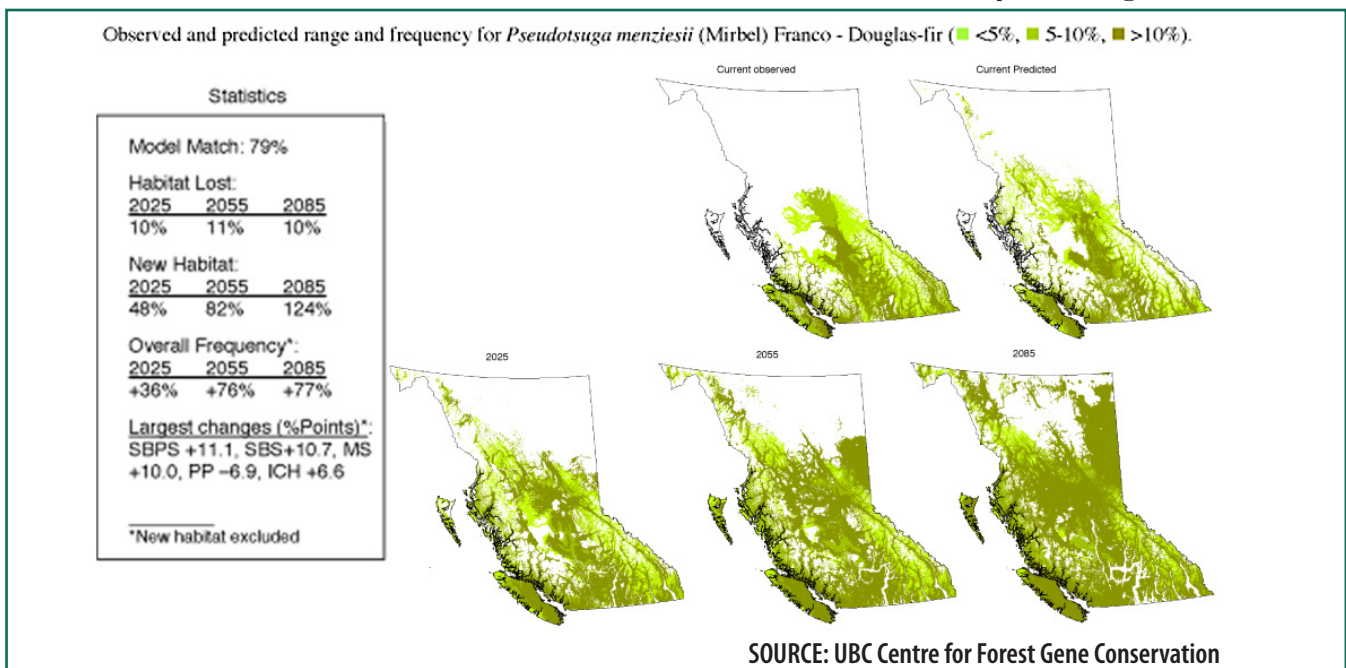 Observed and predicted range and frequency for Pseudotsuga menziesii (Mirbel) Franco - Douglas-fir ( <5%, 5-10%, >10%).
Statistics
Model Match: 79%
Habitat Lost:
2025 2055 2085
10% 11% 10%
New Habitat:
2025 2055 2085
48% 82% 124%
Overall Frequency*:
2025 2055 2085
+36% +76% +77%
Largest changes (%Points)*:
SBPS +11.1, SBS+10.7, MS
+10.0, PP –6.9, ICH +6.6
*New habitat excluded
Current observed
Current Predicted
2025
2055
2085
SOURCE: UBC Centre for Forest Gene Conservation